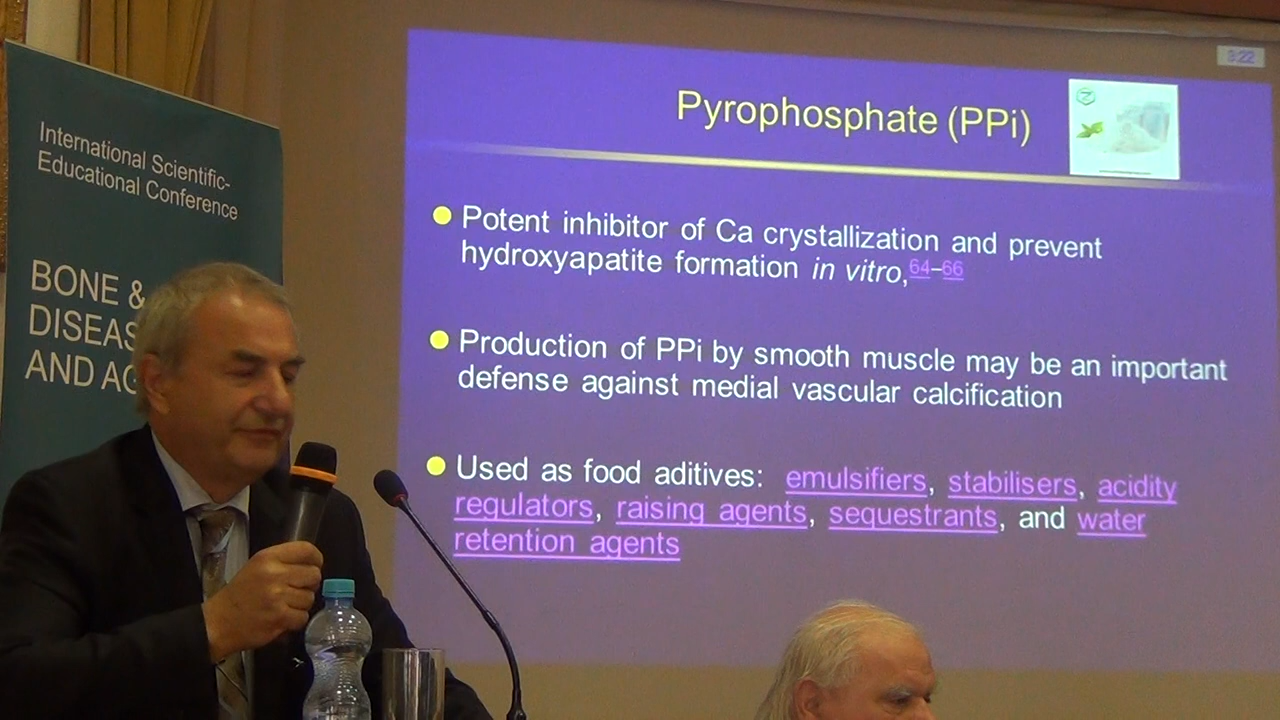 International Scientific-
Educational Conference
BONE &
DISEAS
AND AG
3:22
Pyrophosphate (PPi)
Potent inhibitor of Ca crystallization and prevent
hydroxyapatite formation in vitro,64–66
Production of PPi by smooth muscle may be an important
defense against medial vascular calcification
Used as food aditives: emulsifiers, stabilisers, acidity
regulators, raising agents, sequestrants, and water
retention agents